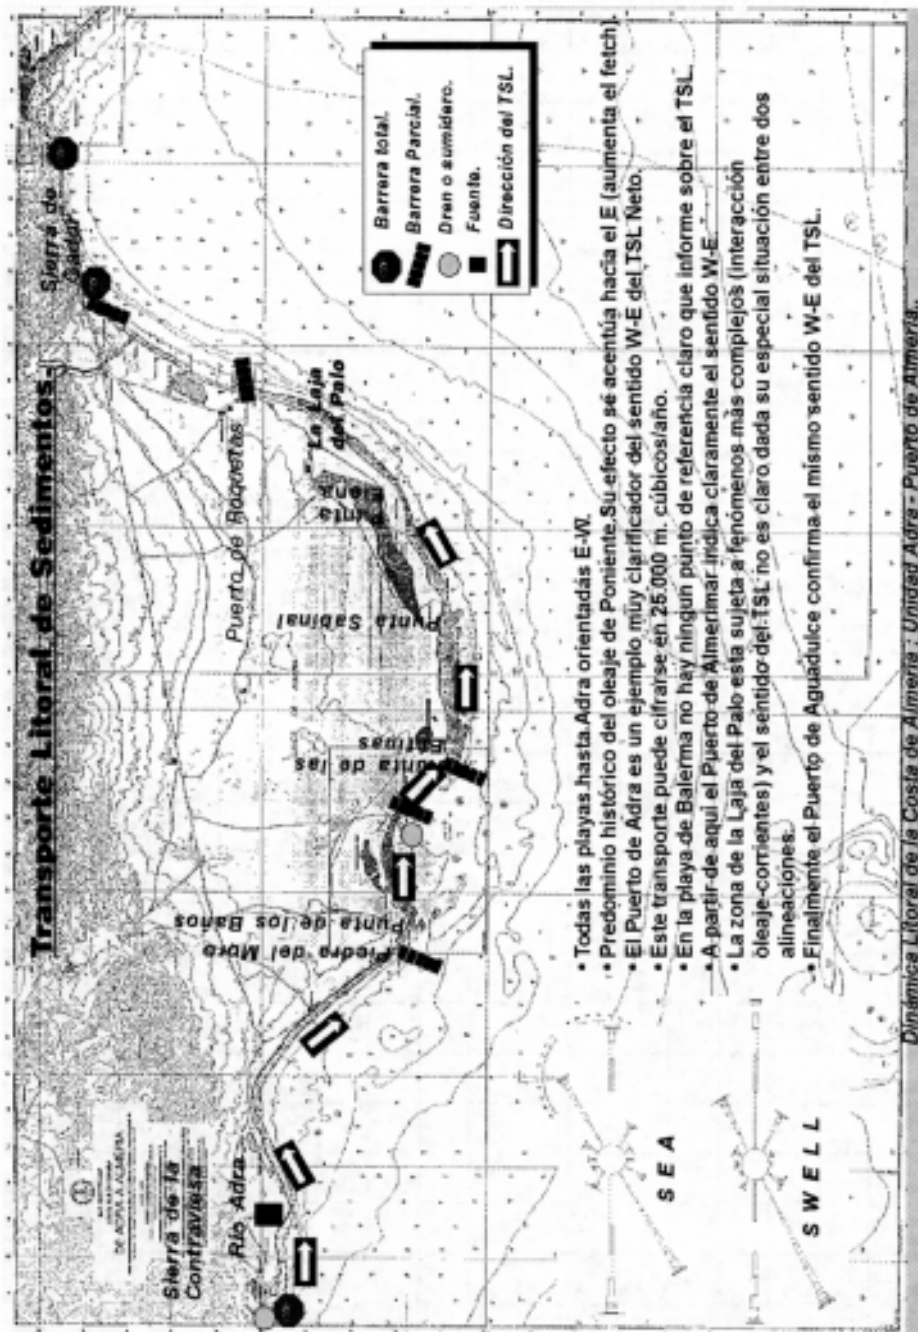 Transporte Litoral de Sedimentos.
DE ADRA A ALMERIA
Sierra de la
Contraviesa
Río Adra
Piedra del Moro
Punta de los Baños
Punta de las
Entinas
Punta Sabinal
Punta
Elena
La Laja
del Palo
Puerto de Roquetas
Sierra de
Gador
Barrera total.
Barrera Parcial.
Dren o sumidero.
Fuente.
Dirección del TSL.
• Todas las playas hasta Adra orientadas E-W.
• Predominio histórico del oleaje de Poniente.Su efecto se acentúa hacia el E (aumenta el fetch).
• El Puerto de Adra es un ejemplo muy clarificador del sentido W-E del TSL Neto.
• Este transporte puede cifrarse en 25.000 m. cúbicos/año.
• En la playa de Balerma no hay ningún punto de referencia claro que informe sobre el TSL.
• A partir de aquí el Puerto de Almerimar indica claramente el sentido W-E.
• La zona de la Laja del Palo esta sujeta a fenómenos más complejos (interacción
oleaje-corrientes) y el sentido del TSL no es claro dada su especial situación entre dos
alineaciones.
• Finalmente el Puerto de Aguadulce confirma el mismo sentido W-E del TSL.
SEA
SWELL
Dinámica Litoral de la Costa de Almería : Unidad Adra- Puerto de Almería.